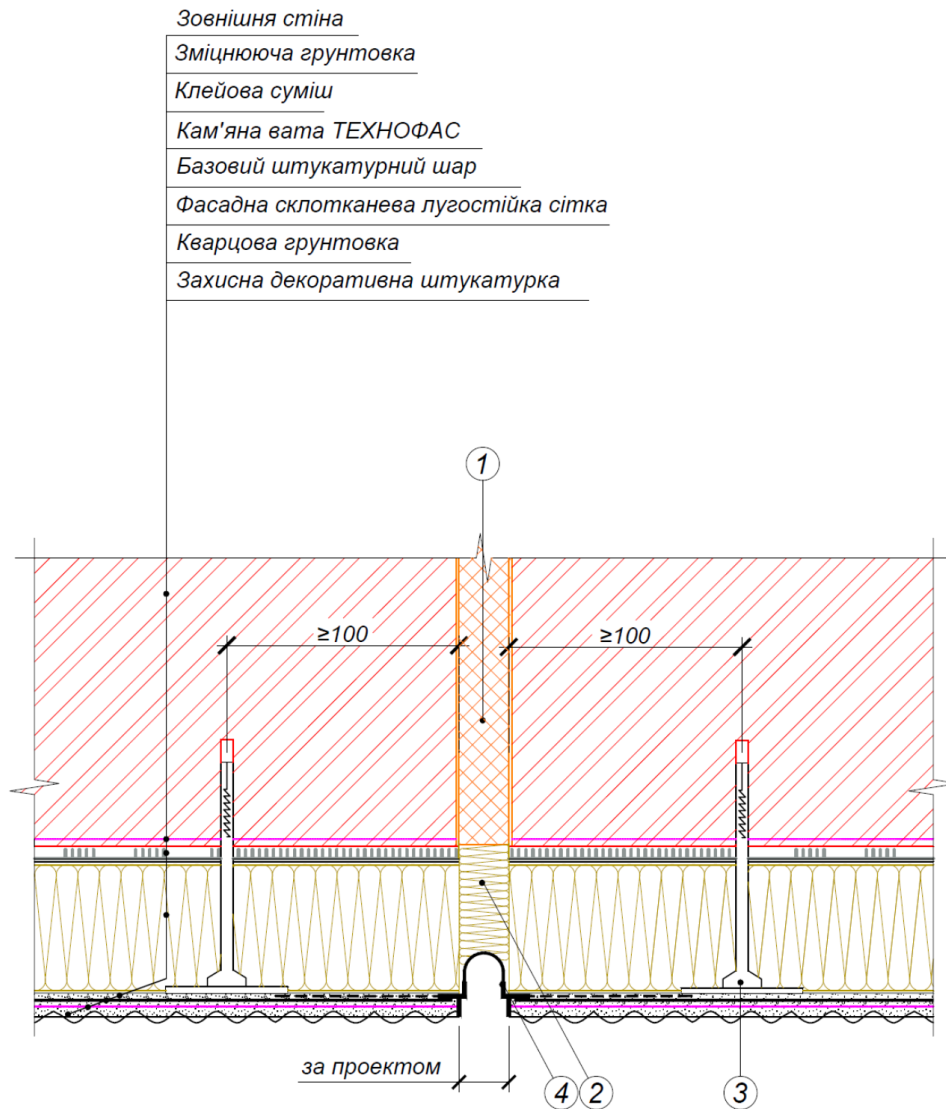 Зовнішня стіна
Зміцнююча грунтовка
Клейова суміш
Кам'яна вата ТЕХНОФАС
Базовий штукатурний шар
Фасадна склотканева лугостійка сітка
Кварцова грунтовка
Захисна декоративна штукатурка
1
≥100 ≥100
за проектом
4 2 3